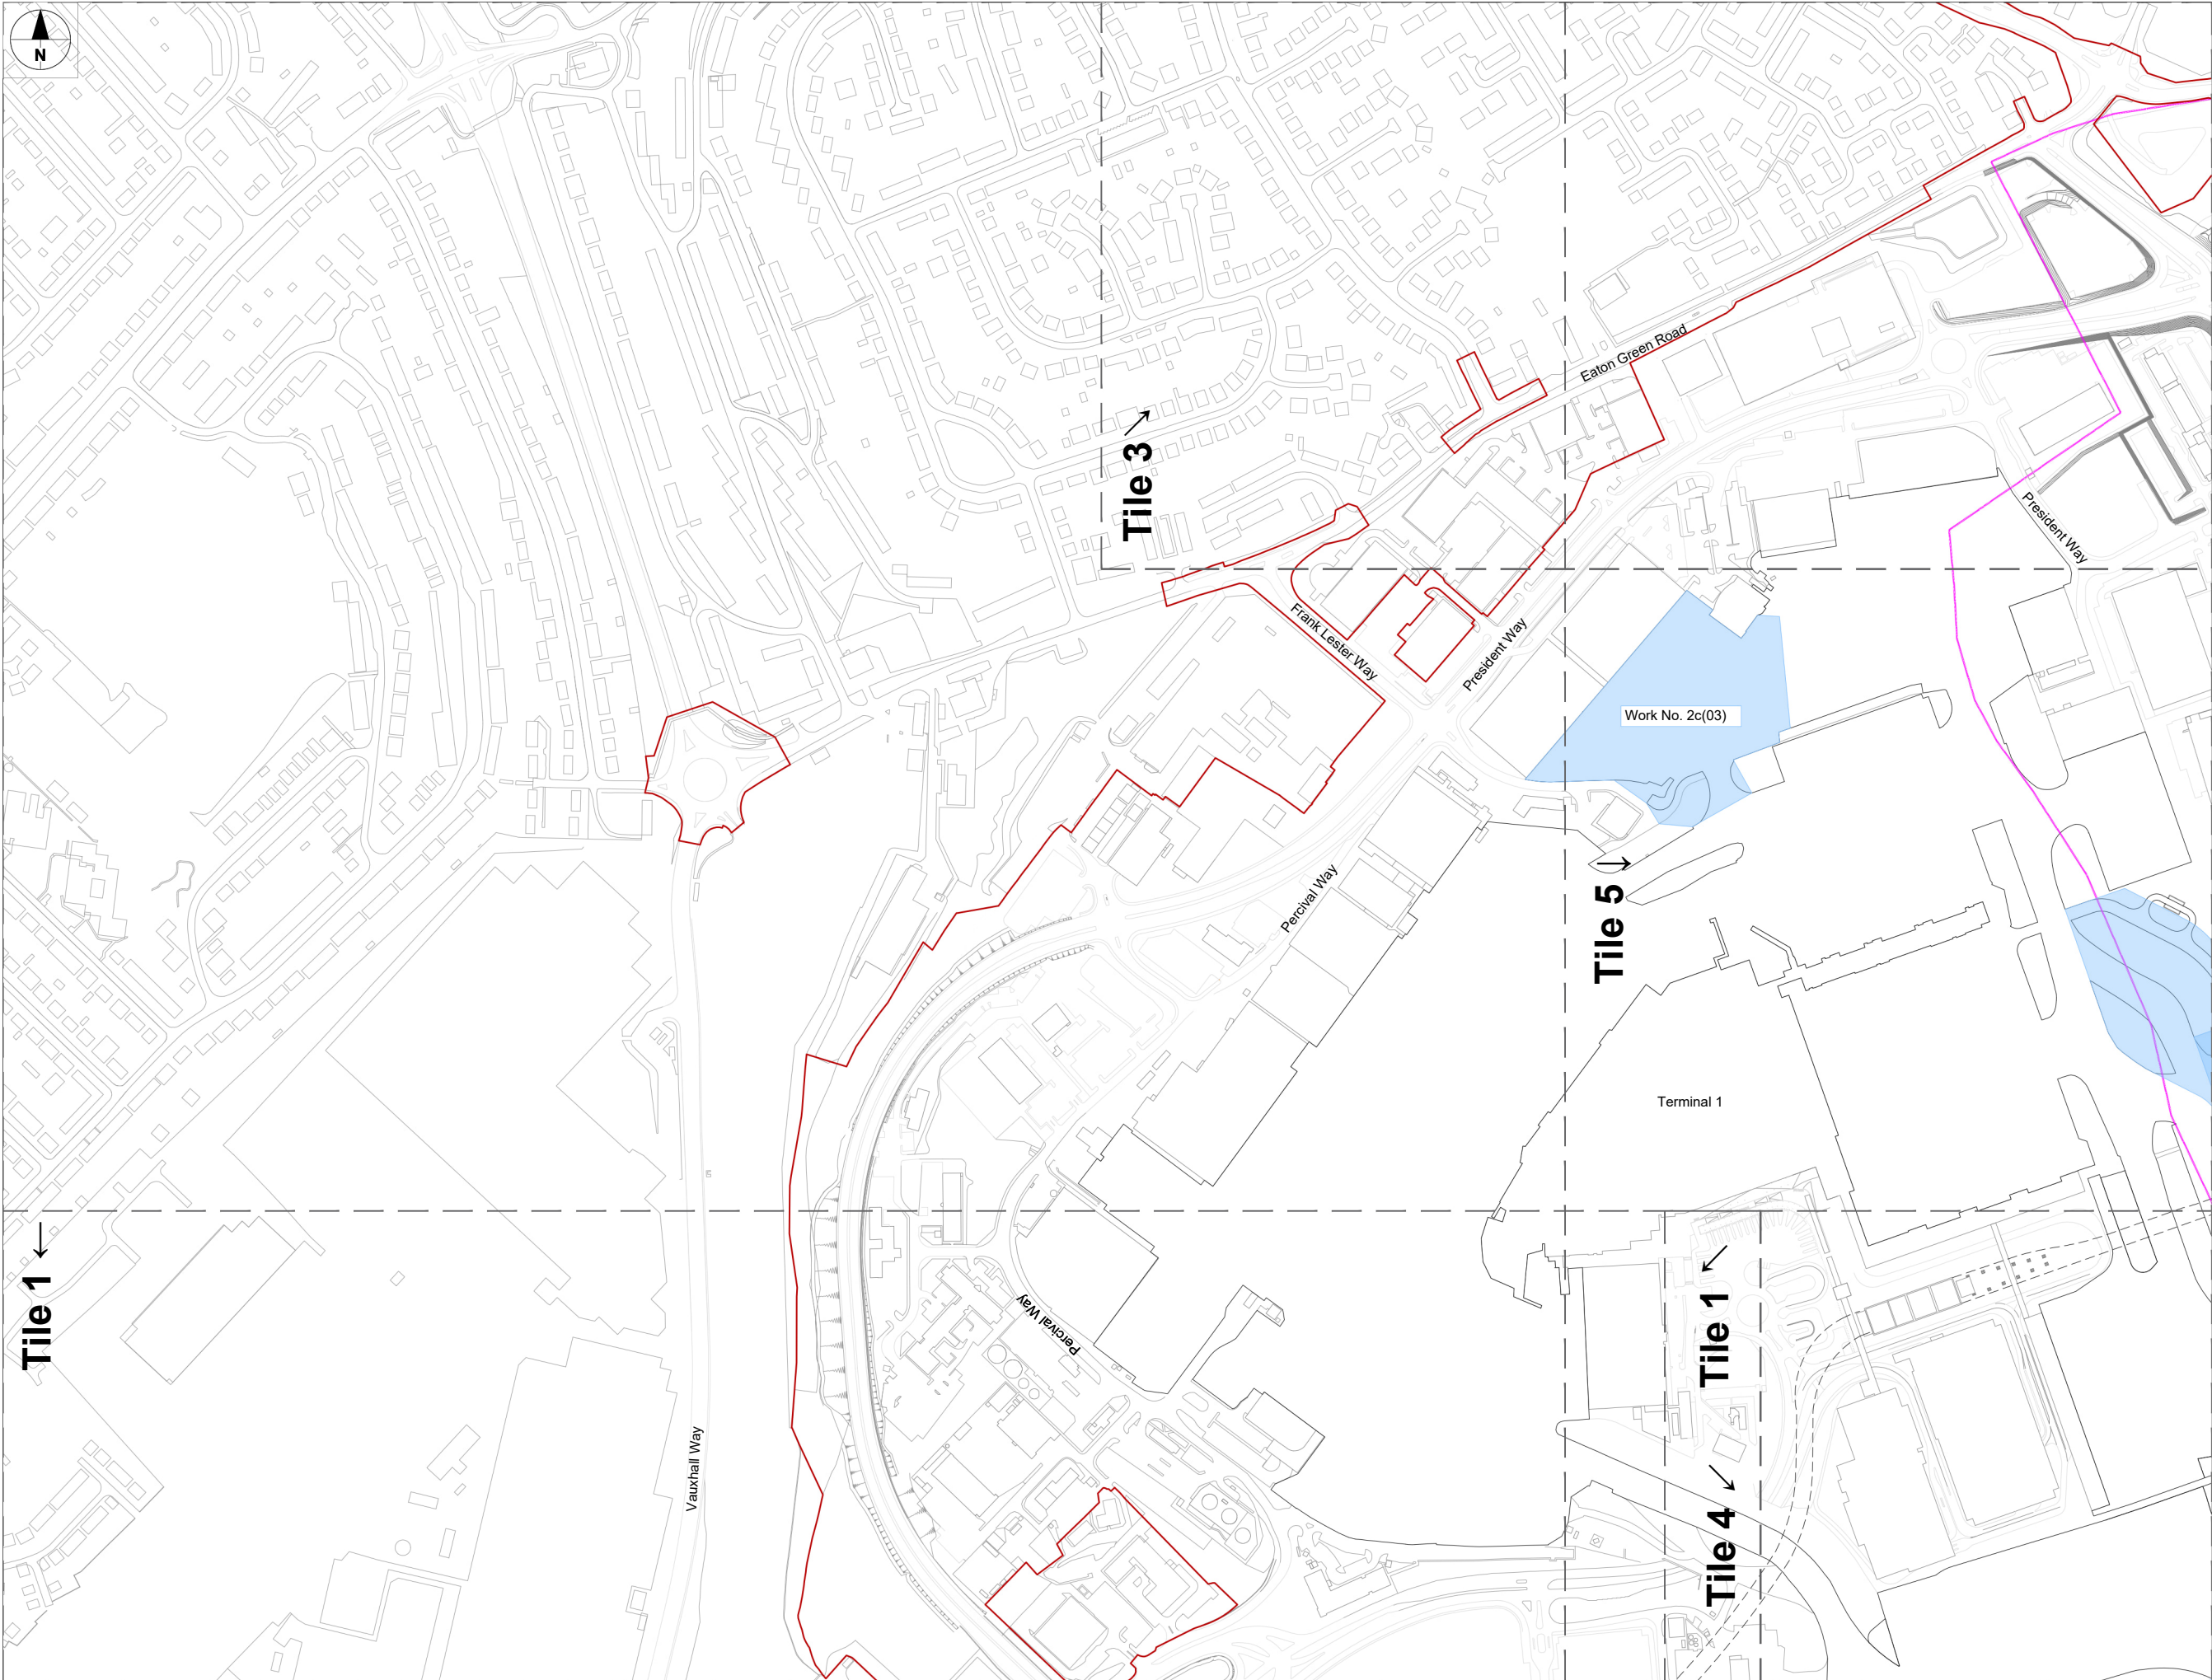 N
Eaton Green Road
Tile 3
President Way
Frank Lester Way
President Way
Work No. 2c(03)
Percival Way
Tile 5
Terminal 1
Tile 1
Tile 1
Percival Way
Vauxhall Way
Tile 4